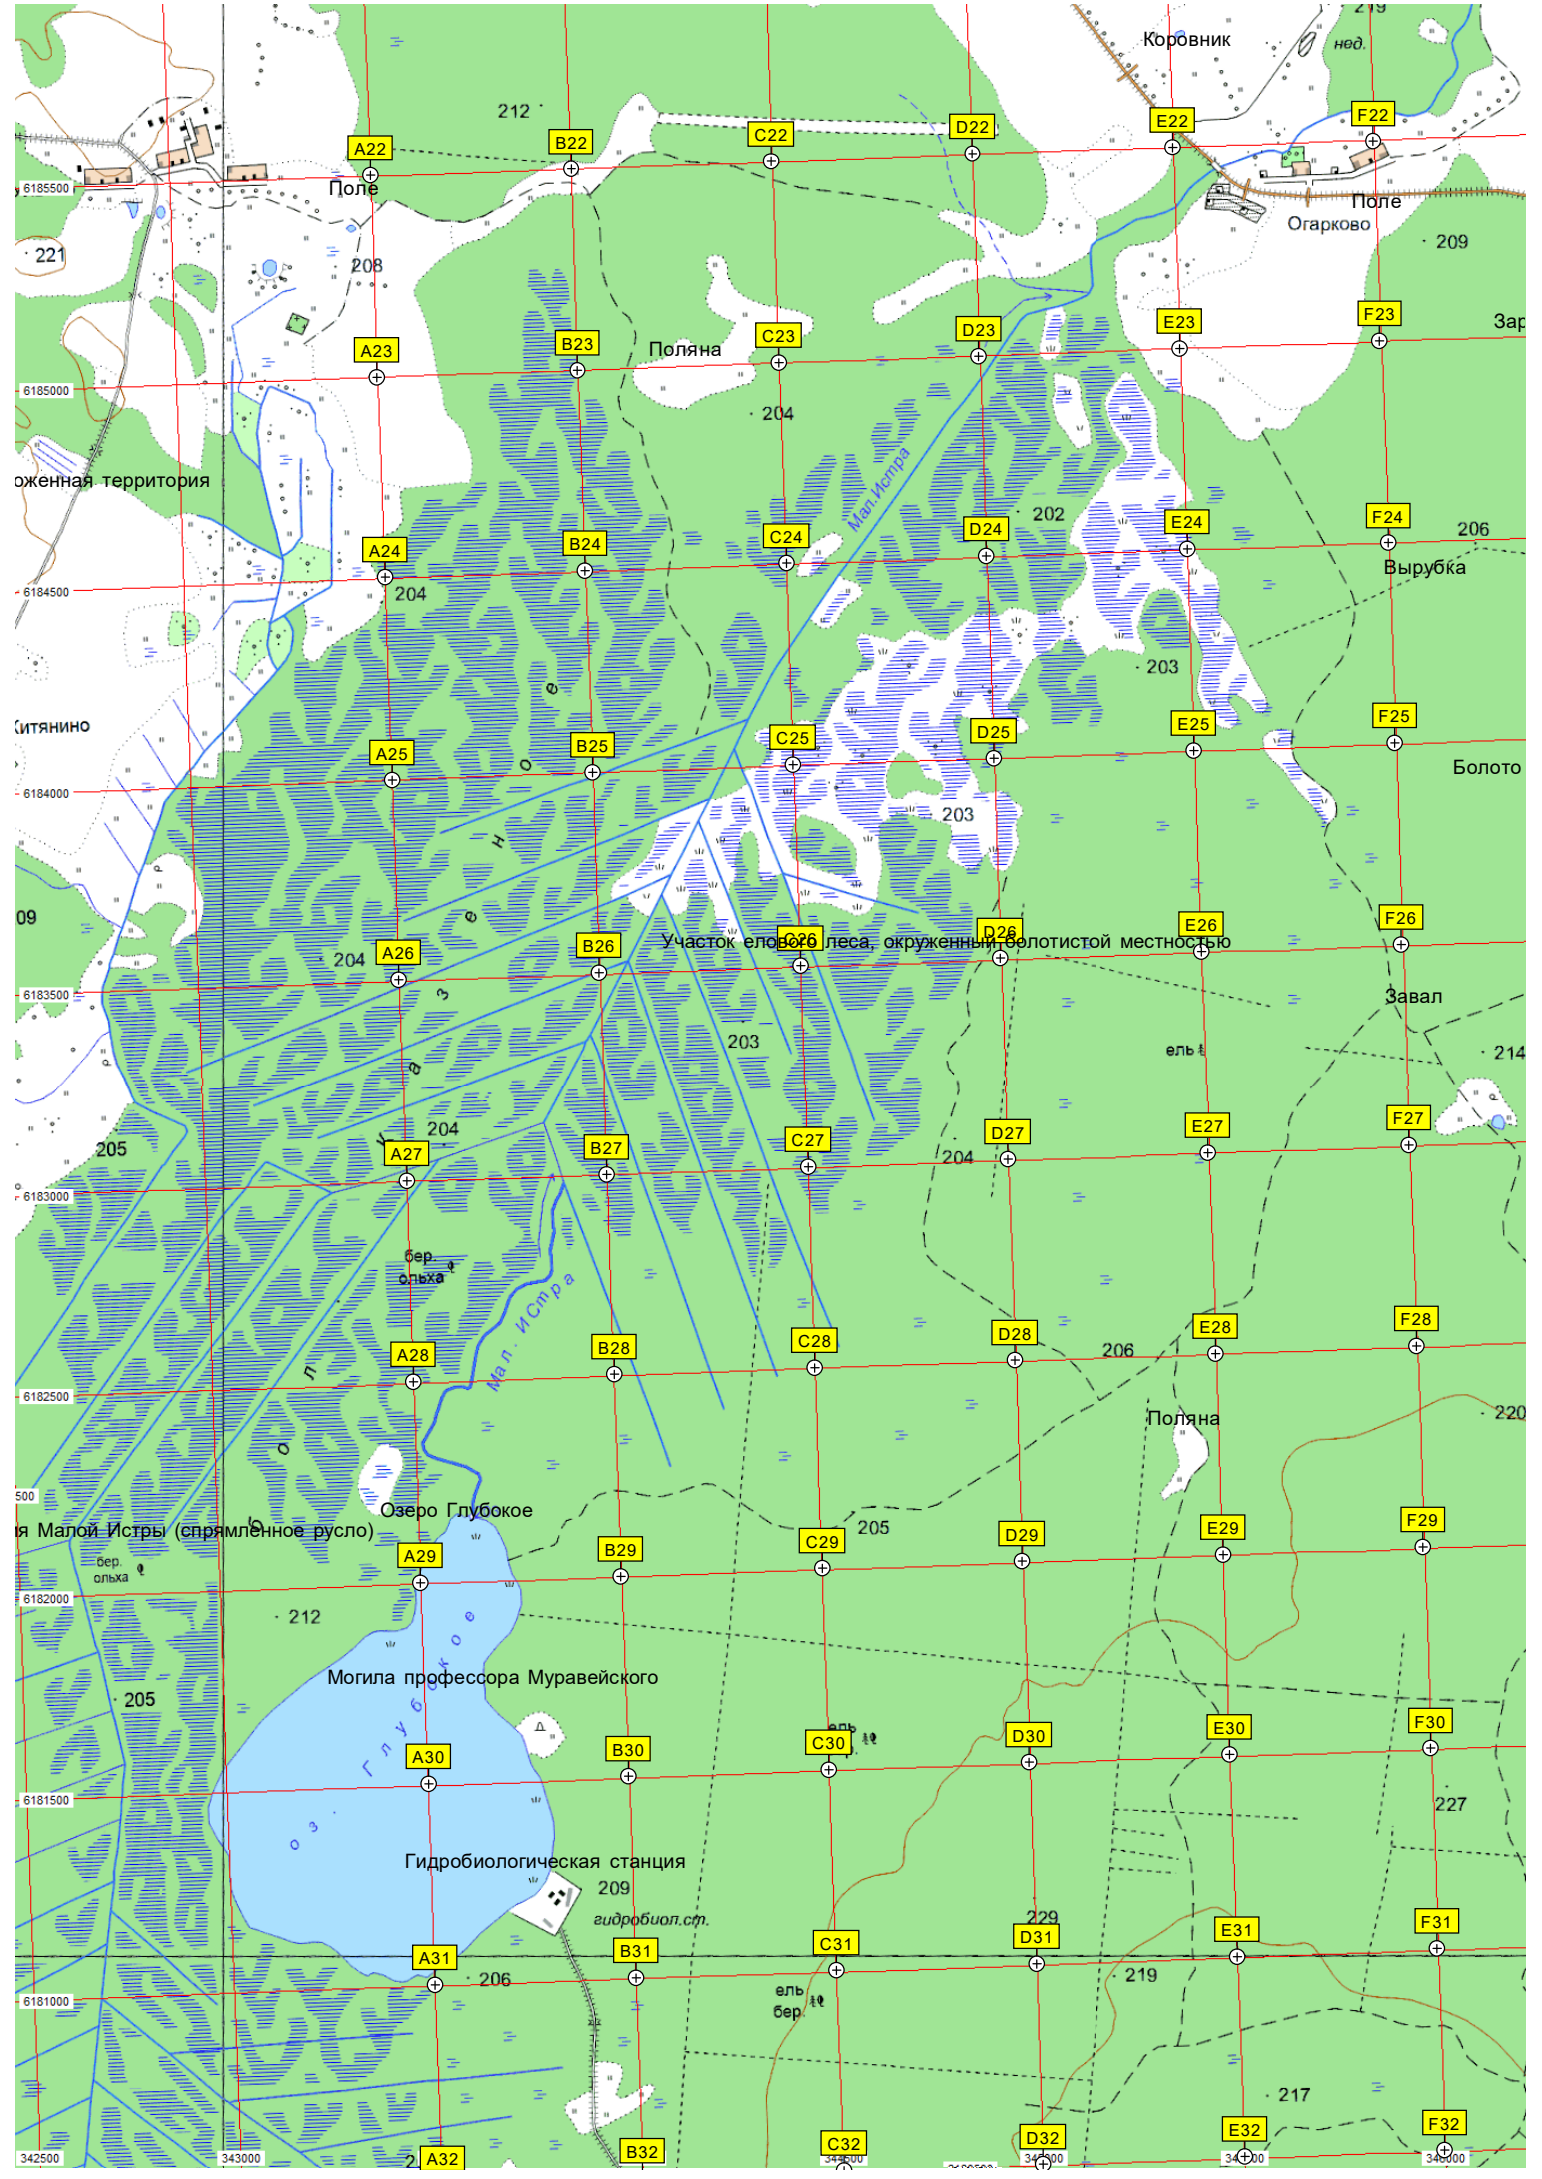 219
Коровник
нед.
212
A22
B22
C22
D22
E22
F22
6185500
Поле
Поле
Огарково
221
208
209
A23
B23
C23
D23
E23
F23
Поляна
Зар
6185000
204
Мал.Истра
оженная территория
202
A24
B24
C24
D24
E24
F24
206
Вырубка
6184500
204
203
Китянино
A25
B25
C25
D25
E25
F25
Болото
6184000
203
09
A26
B26
C26
D26
E26
F26
Участок елового леса, окруженный болотистой местностью
204
6183500
Завал
203
ель
214
204
205
A27
B27
C27
D27
E27
F27
204
6183000
бер.
ольха
Мал. Истра
A28
B28
C28
D28
E28
F28
206
6182500
Поляна
220
болото Казенное
500
Озеро Глубокое
я Малой Истры (спрямленное русло)
205
A29
B29
C29
D29
E29
F29
бер.
ольха
6182000
212
Могила профессора Муравейского
205
оз. Глубокое
ель
A30
B30
C30
D30
E30
F30
6181500
227
Гидробиологическая станция
209
гидробиол.ст.
229
A31
B31
C31
D31
E31
F31
206
219
6181000
ель
бер.
217
A32
B32
C32
D32
E32
F32
342500
343000